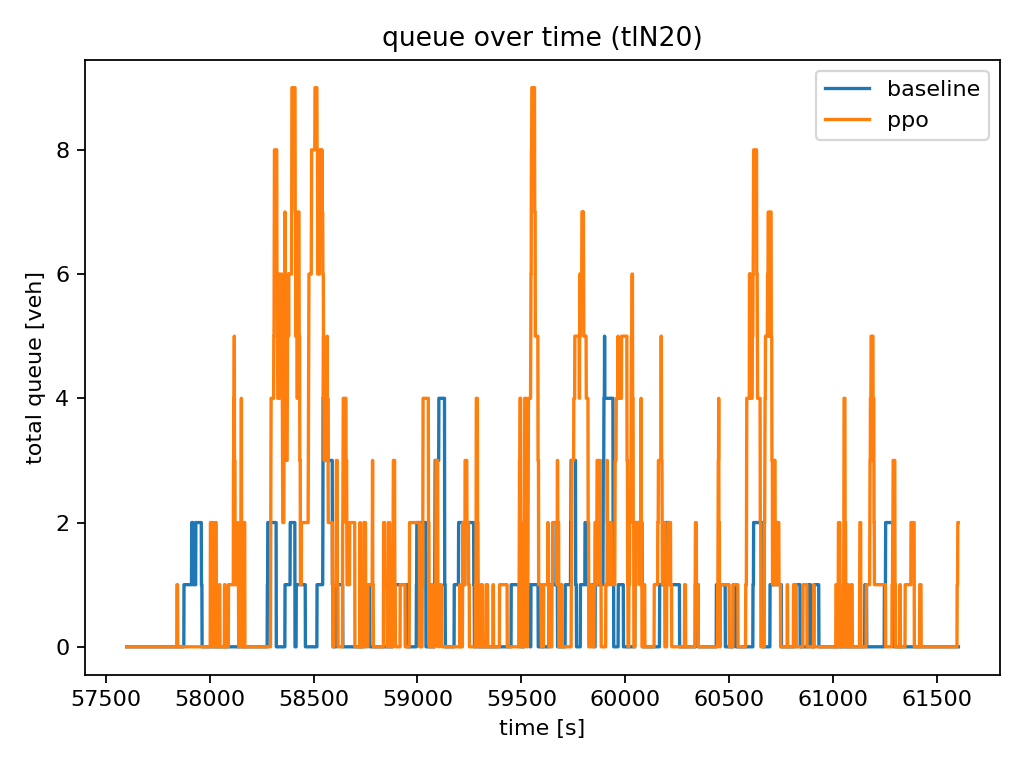 queue over time (tlN20)
baseline
ppo
total queue [veh]
8
6
4
2
0
57500 58000 58500 59000 59500 60000 60500 61000 61500
time [s]